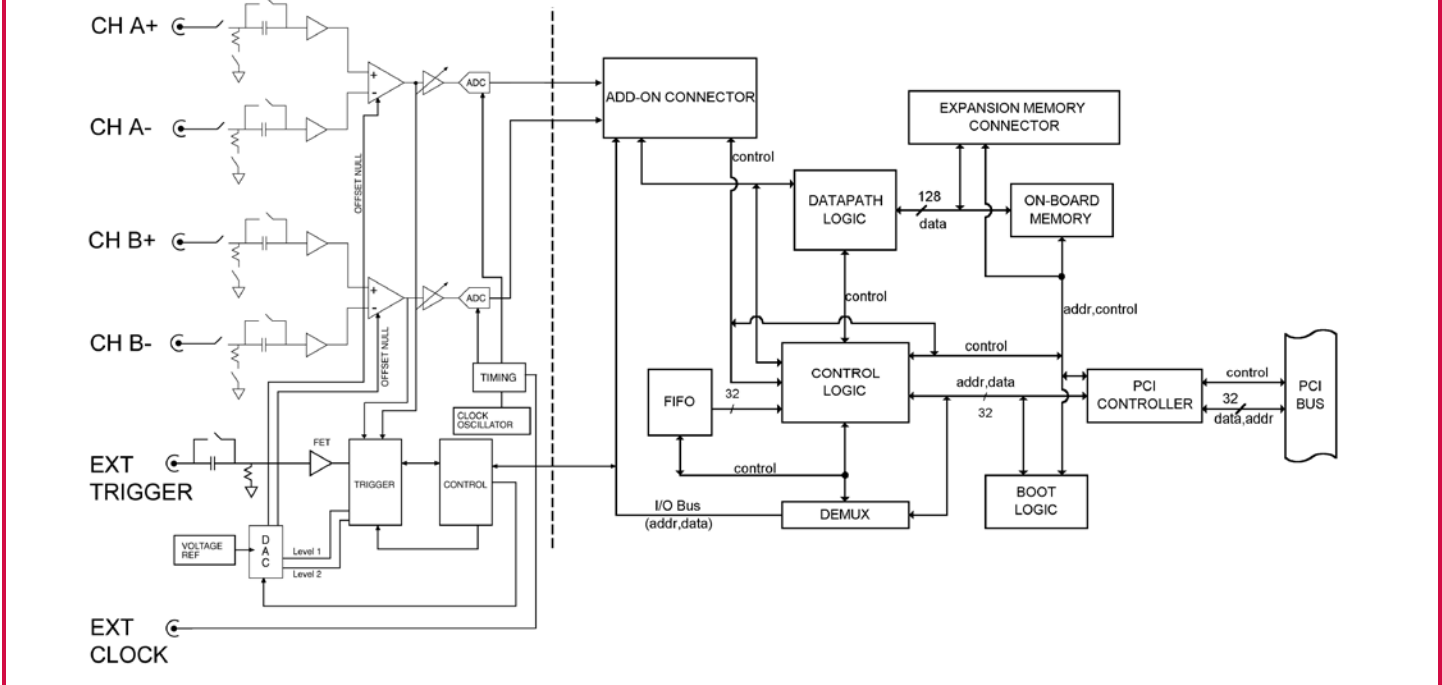 CH A+
CH A-
CH B+
CH B-
EXT
TRIGGER
EXT
CLOCK
+
-
ADC
OFFSET NULL
+
-
ADC
OFFSET NULL
TIMING
CLOCK
OSCILLATOR
FET
TRIGGER
CONTROL
VOLTAGE
REF
D
A
C
Level 1
Level 2
ADD-ON CONNECTOR
control
EXPANSION MEMORY
CONNECTOR
DATAPATH
LOGIC
128
data
ON-BOARD
MEMORY
control
addr,control
control
CONTROL
LOGIC
FIFO
32
addr,data
32
PCI
CONTROLLER
control
32
data,addr
PCI
BUS
control
I/O Bus
(addr,data)
DEMUX
BOOT
LOGIC